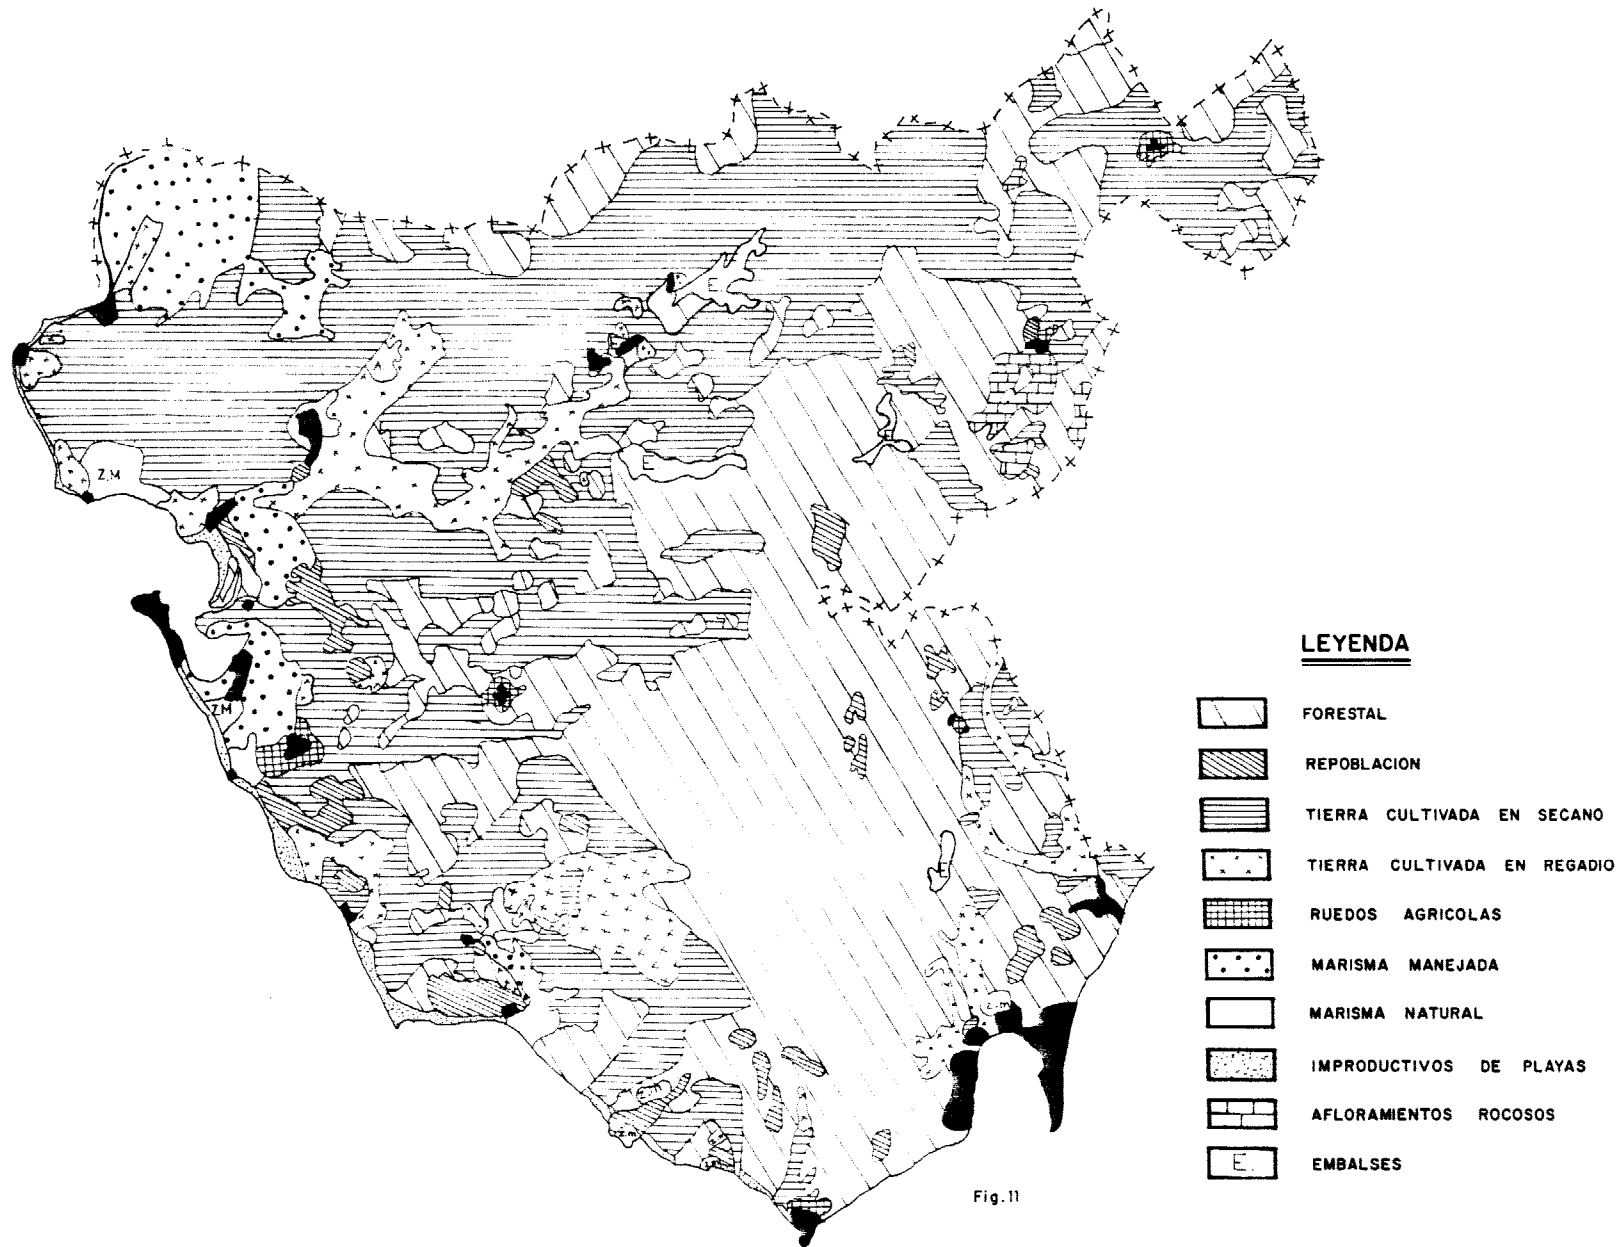 E
Z.M
E
E
Z.M
E
Z.m
Z.m
LEYENDA
FORESTAL
REPOBLACION
TIERRA CULTIVADA EN SECANO
TIERRA CULTIVADA EN REGADIO
RUEDOS AGRICOLAS
MARISMA MANEJADA
MARISMA NATURAL
IMPRODUCTIVOS DE PLAYAS
AFLORAMIENTOS ROCOSOS
E. EMBALSES
Fig.11